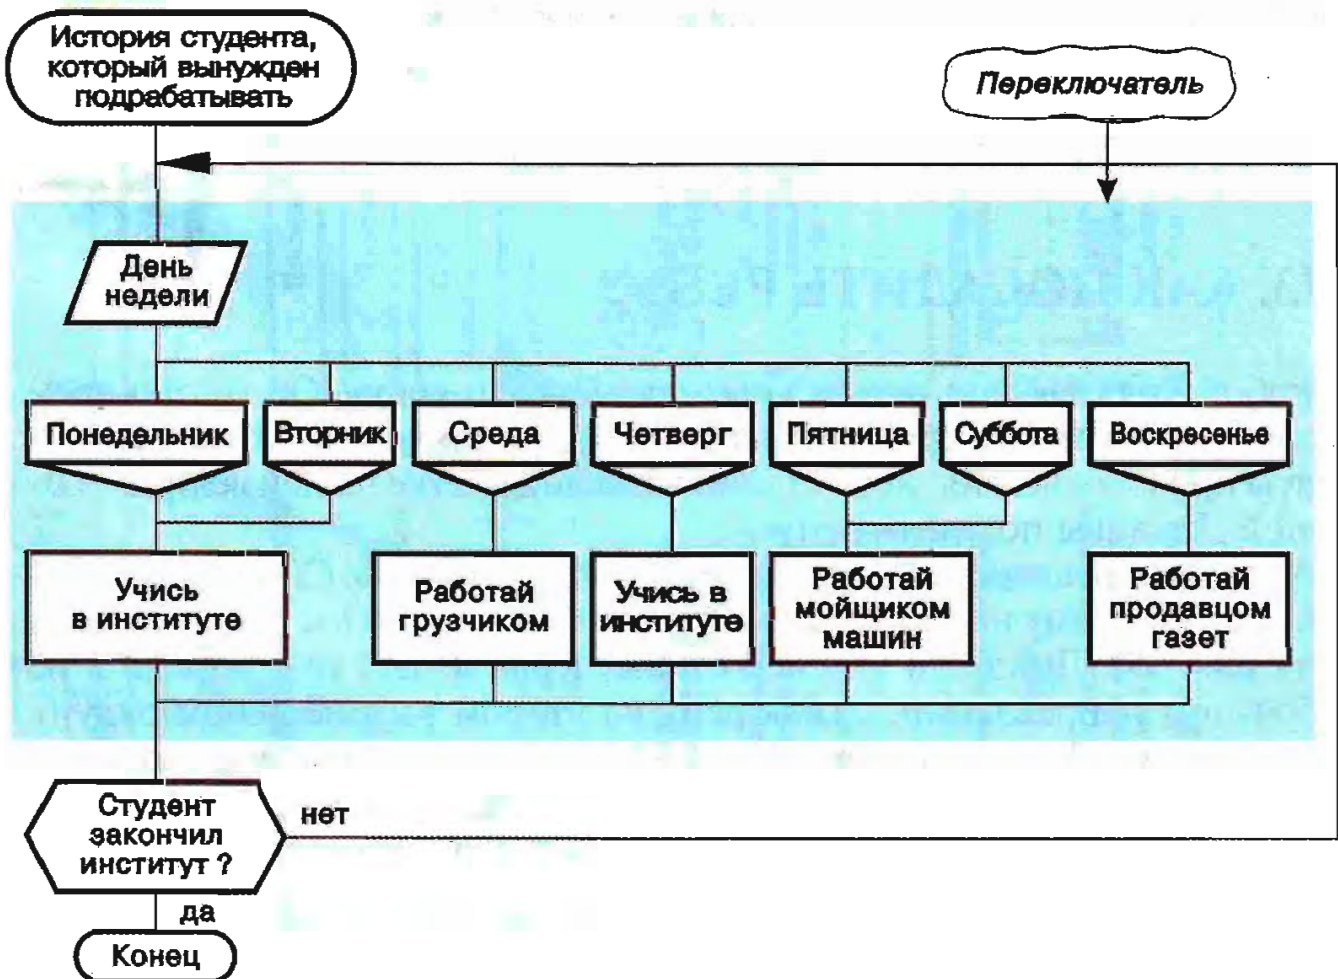 История студента,
который вынужден
подрабатывать
Переключатель
День
недели
Понедельник
Вторник
Среда
Четверг
Пятница
Суббота
Воскресенье
Учись
в институте
Работай
грузчиком
Учись в
институте
Работай
мойщиком
машин
Работай
продавцом
газет
Студент
закончил
институт ?
нет
да
Конец